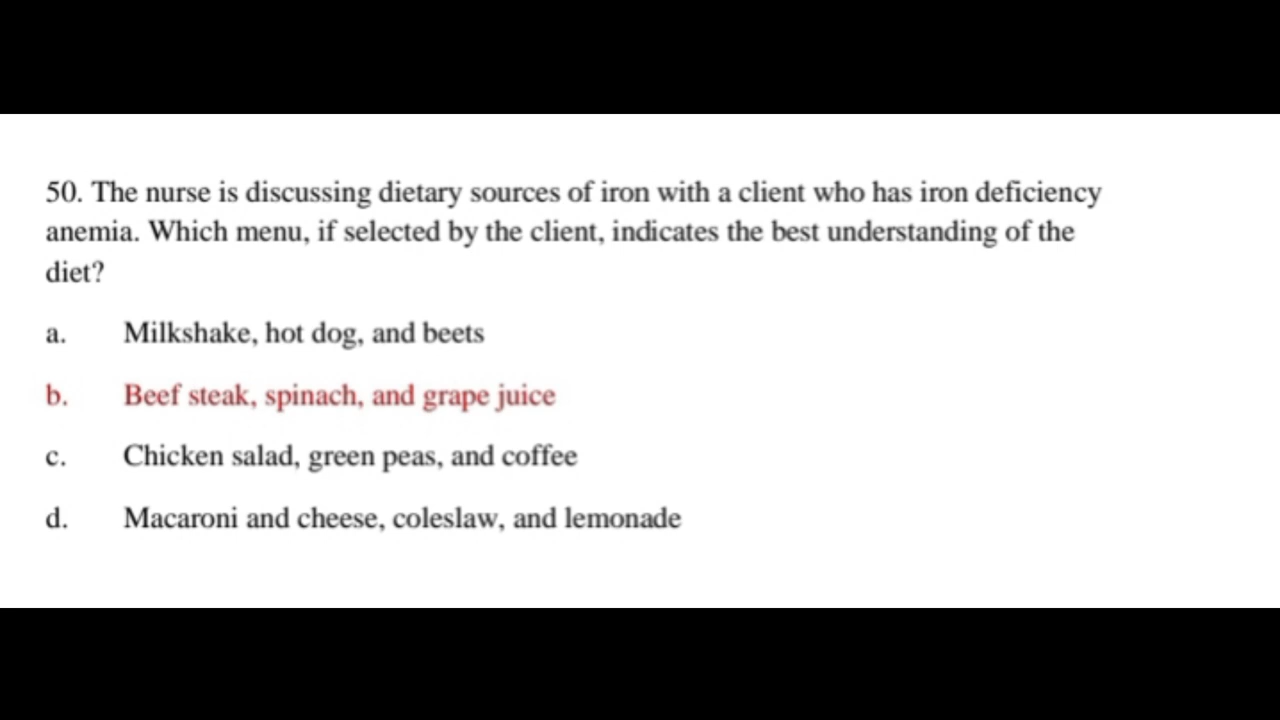 50. The nurse is discussing dietary sources of iron with a client who has iron deficiency
anemia. Which menu, if selected by the client, indicates the best understanding of the
diet?
a. Milkshake, hot dog, and beets
b. Beef steak, spinach, and grape juice
c. Chicken salad, green peas, and coffee
d. Macaroni and cheese, coleslaw, and lemonade